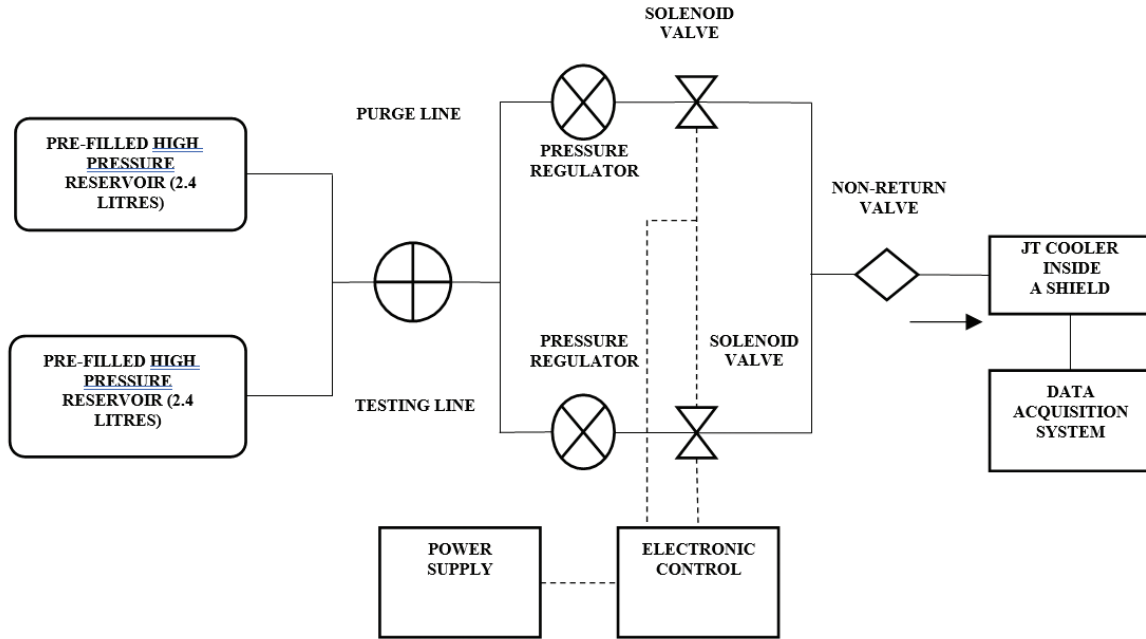 SOLENOID
VALVE
PURGE LINE
PRE-FILLED HIGH
PRESSURE
RESERVOIR (2.4
LITRES)
PRESSURE
REGULATOR
NON-RETURN
VALVE
JT COOLER
INSIDE
A SHIELD
PRE-FILLED HIGH
PRESSURE
RESERVOIR (2.4
LITRES)
TESTING LINE
PRESSURE
REGULATOR
SOLENOID
VALVE
DATA
ACQUISITION
SYSTEM
POWER
SUPPLY
ELECTRONIC
CONTROL